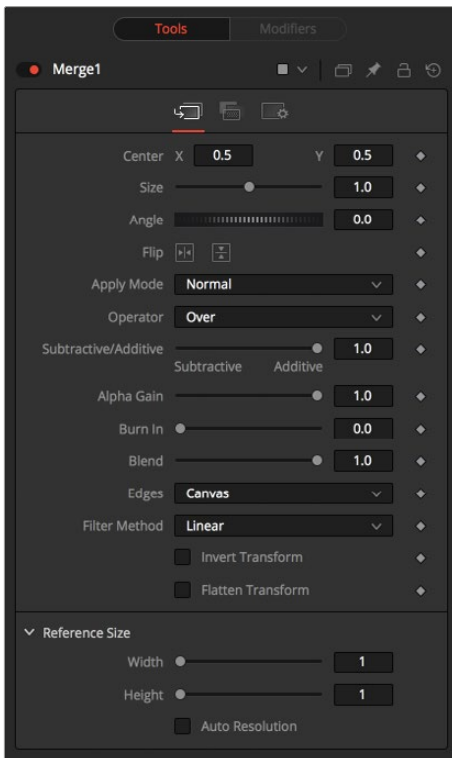 Tools Modifiers
Merge1
Center X 0.5 Y 0.5
Size 1.0
Angle 0.0
Flip
Apply Mode Normal
Operator Over
Subtractive/Additive 1.0
Subtractive Additive
Alpha Gain 1.0
Burn In 0.0
Blend 1.0
Edges Canvas
Filter Method Linear
Invert Transform
Flatten Transform
Reference Size
Width 1
Height 1
Auto Resolution